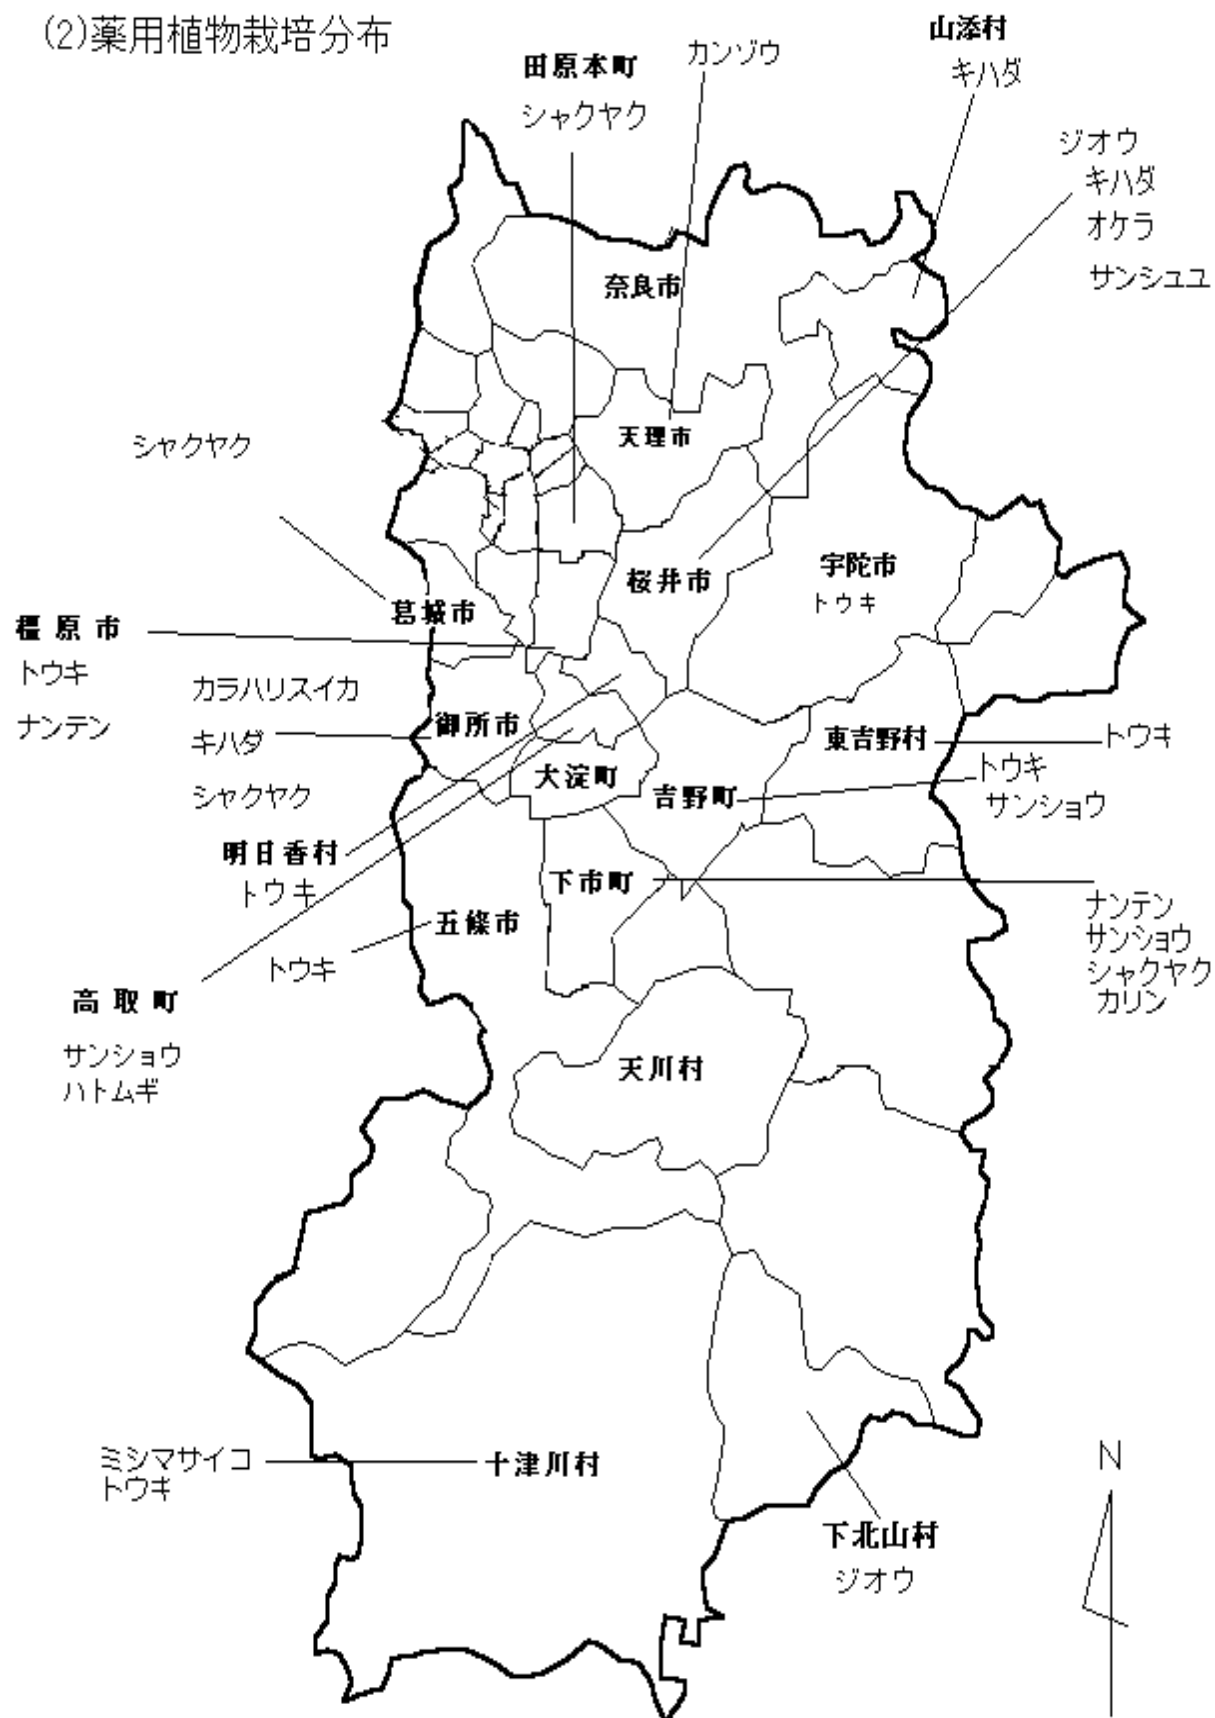 (2)薬用植物栽培分布
山添村
キハダ
田原本町
シャクヤク
カンゾウ
ジオウ
キハダ
オケラ
サンシュユ
奈良市
天理市
シャクヤク
桜井市
宇陀市
トウキ
葛城市
橿原市
トウキ
ナンテン
カラハリスイカ
キハダ
シャクヤク
御所市
東吉野村
トウキ
大淀町
吉野町
トウキ
サンショウ
明日香村
トウキ
下市町
ナンテン
サンショウ
シャクヤク
カリン
五條市
トウキ
高取町
サンショウ
ハトムギ
天川村
ミシマサイコ
トウキ
十津川村
下北山村
ジオウ
N